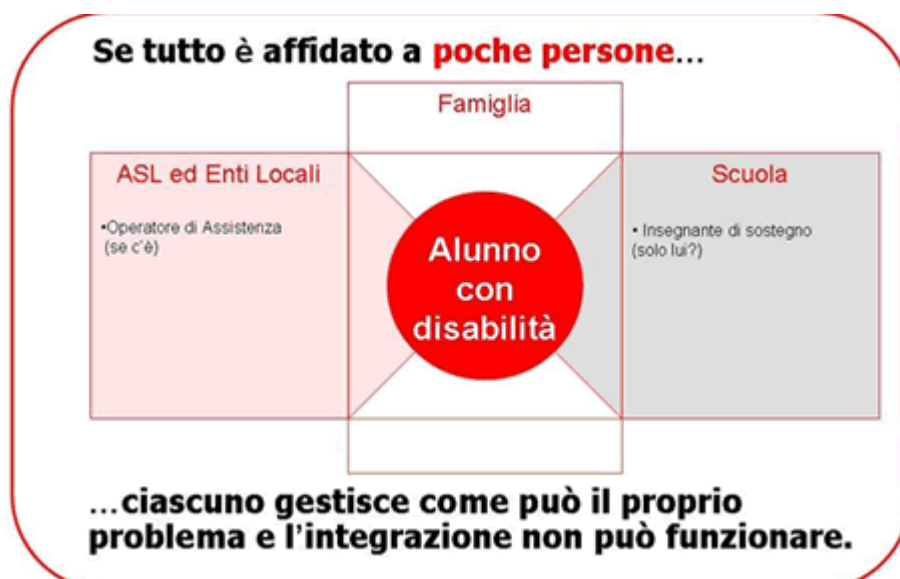 Se tutto è affidato a poche persone...
Famiglia
ASL ed Enti Locali
•Operatore di Assistenza
(se c'è)
Alunno
con
disabilità
Scuola
• Insegnante di sostegno
(solo lui?)
...ciascuno gestisce come può il proprio
problema e l'integrazione non può funzionare.